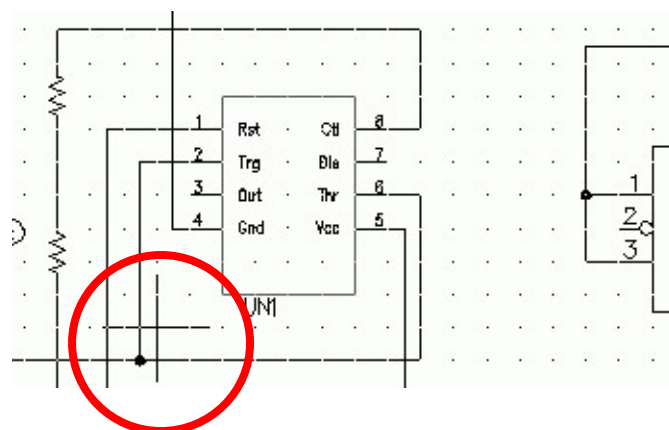 1 Rst Ctl 8
2 Trg Dis 7
3 Out Thr 6
4 Gnd Vcc 5
UN1
1
2
3